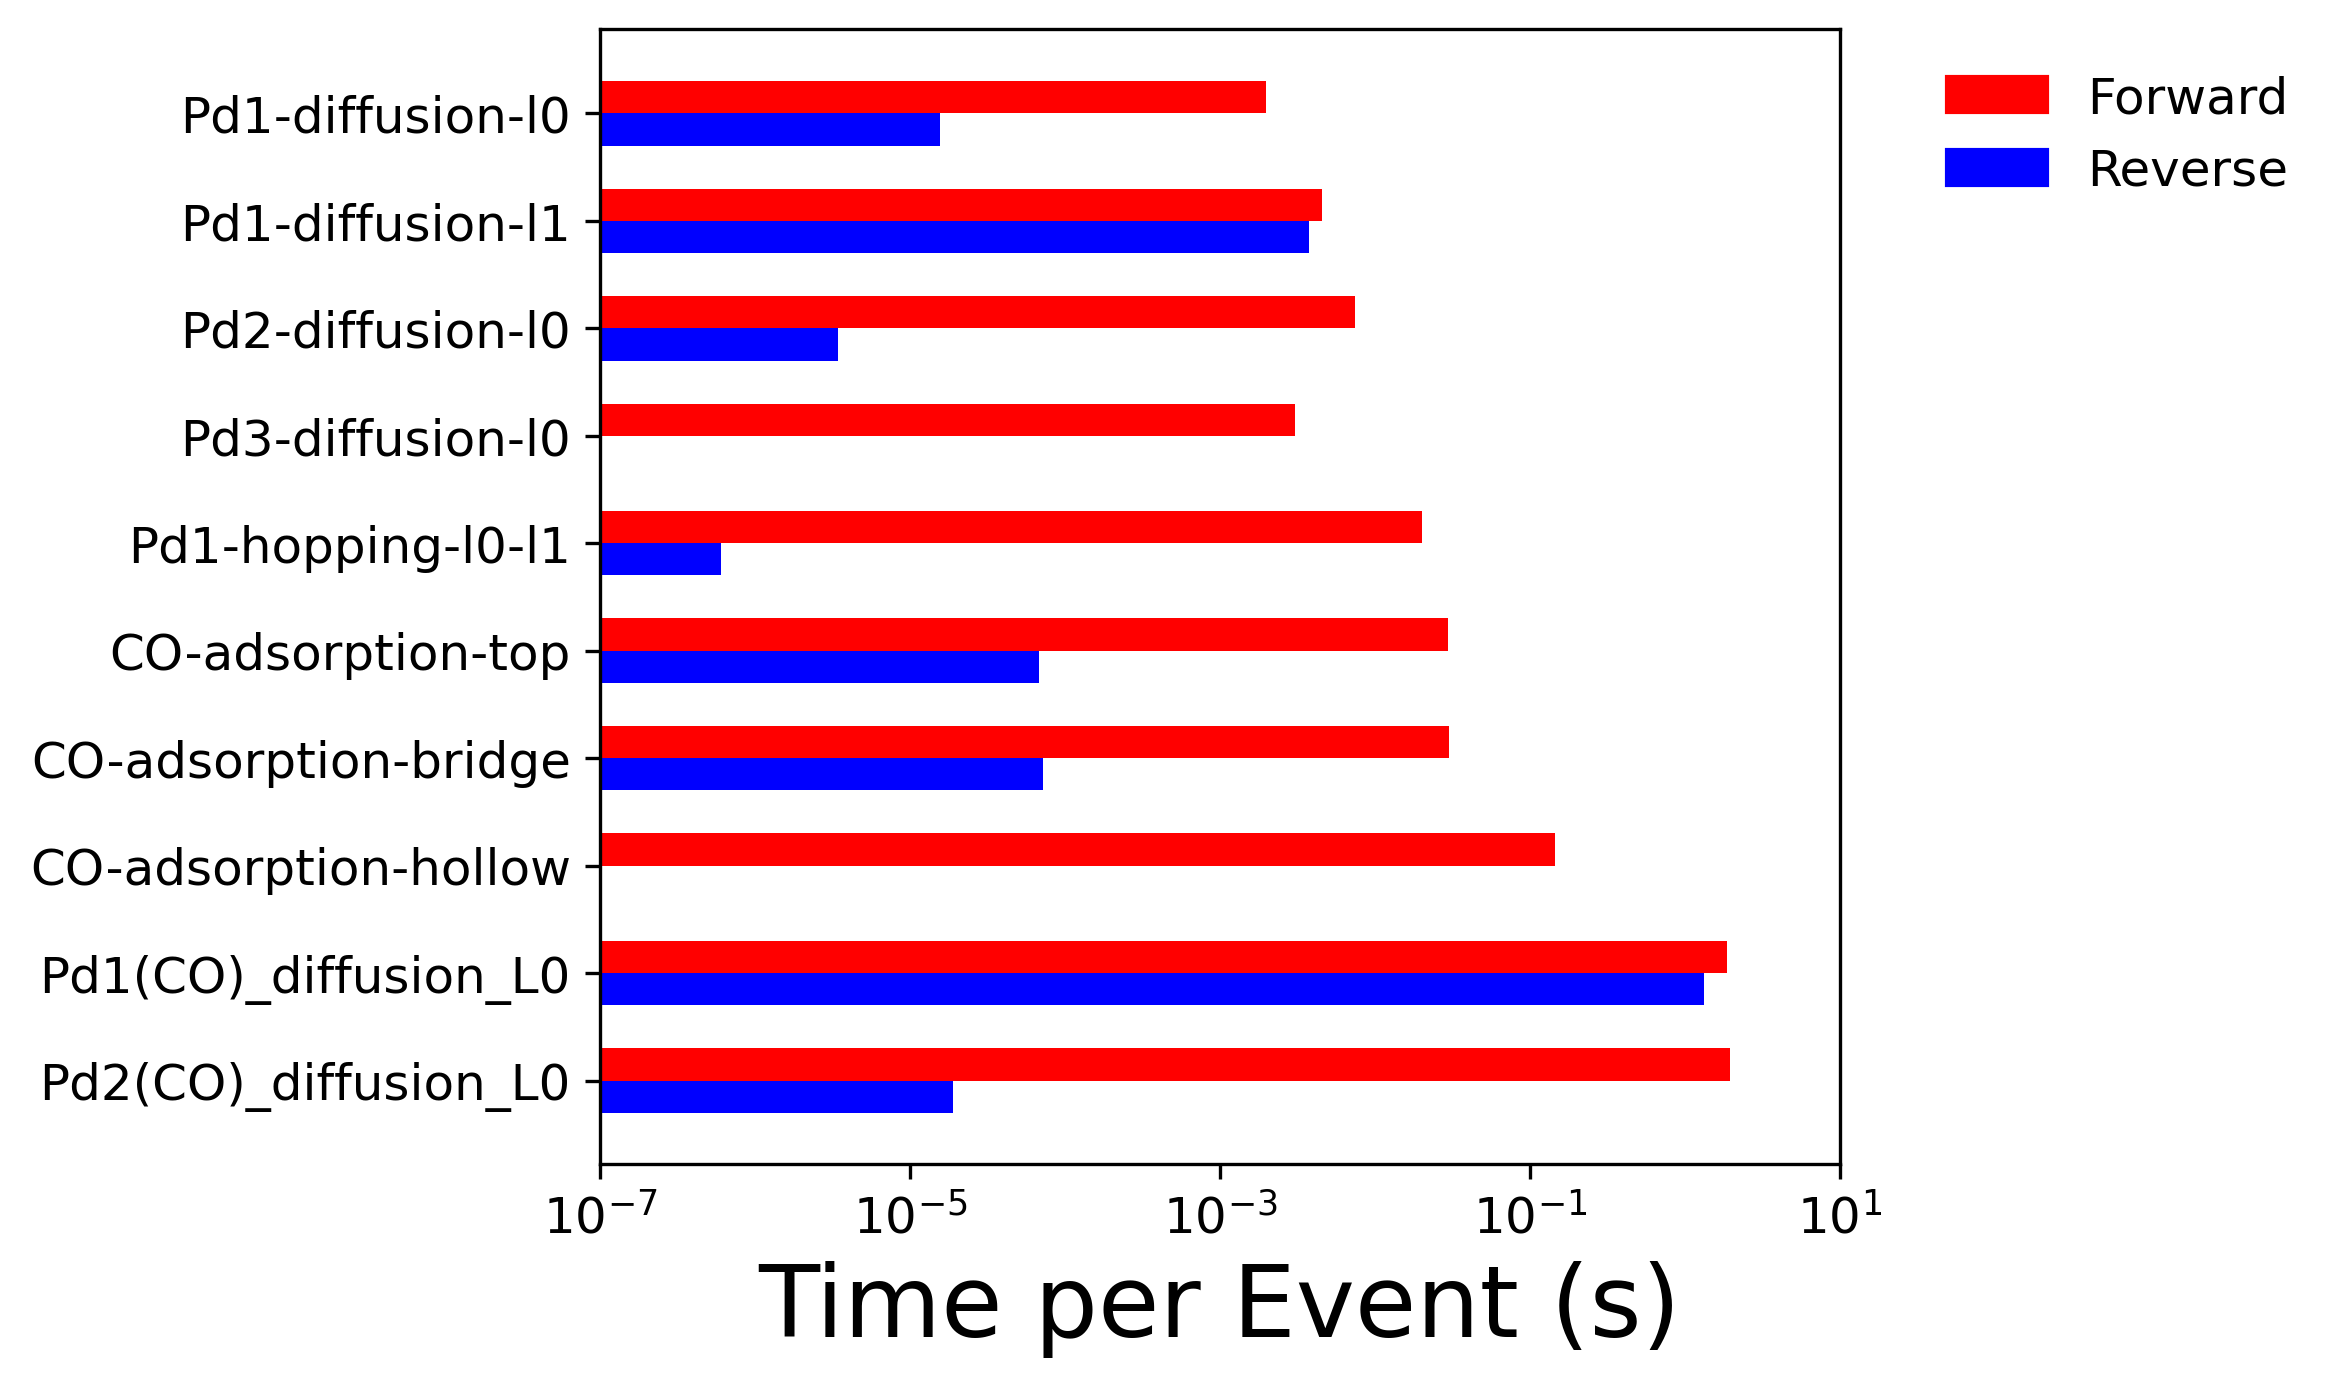 Pd1-diffusion-l0
Pd1-diffusion-l1
Pd2-diffusion-l0
Pd3-diffusion-l0
Pd1-hopping-l0-l1
CO-adsorption-top
CO-adsorption-bridge
CO-adsorption-hollow
Pd1(CO)_diffusion_L0
Pd2(CO)_diffusion_L0
10⁻⁷ 10⁻⁵ 10⁻³ 10⁻¹ 10¹
Time per Event (s)
Forward
Reverse